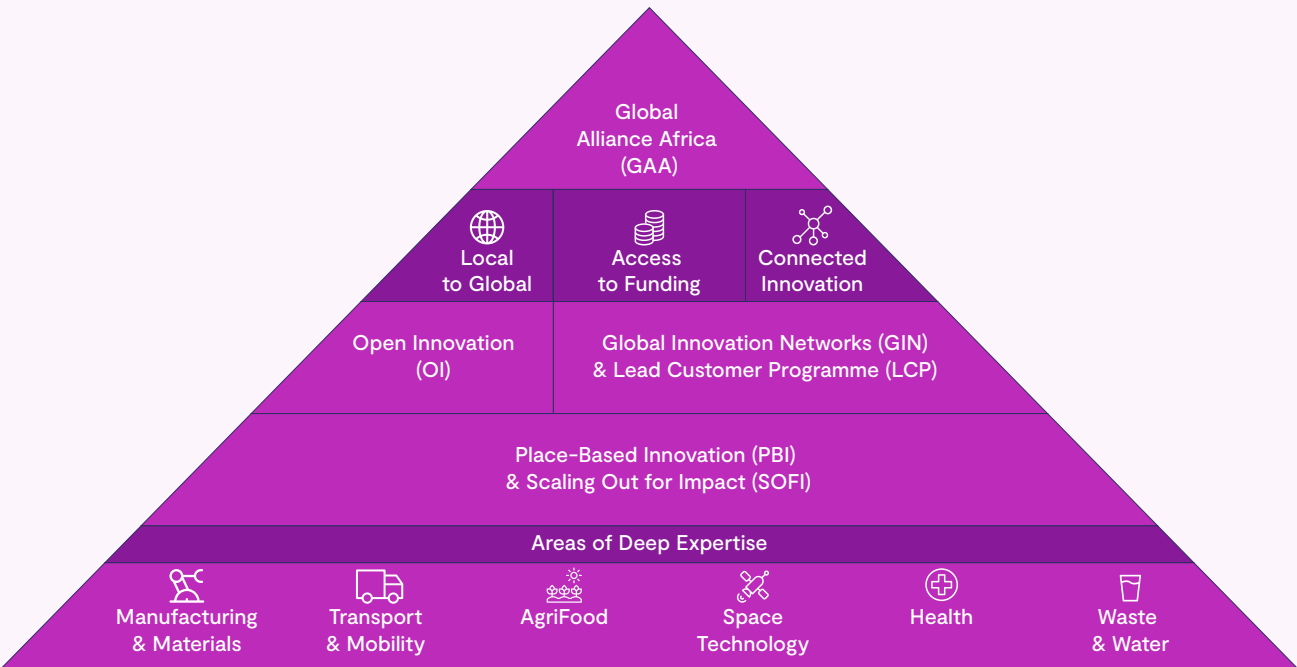 Global
Alliance Africa
(GAA)
Local
to Global
Access
to Funding
Connected
Innovation
Open Innovation
(OI)
Global Innovation Networks (GIN)
& Lead Customer Programme (LCP)
Place-Based Innovation (PBI)
& Scaling Out for Impact (SOFI)
Areas of Deep Expertise
Manufacturing
& Materials
Transport
& Mobility
AgriFood
Space
Technology
Health
Waste
& Water